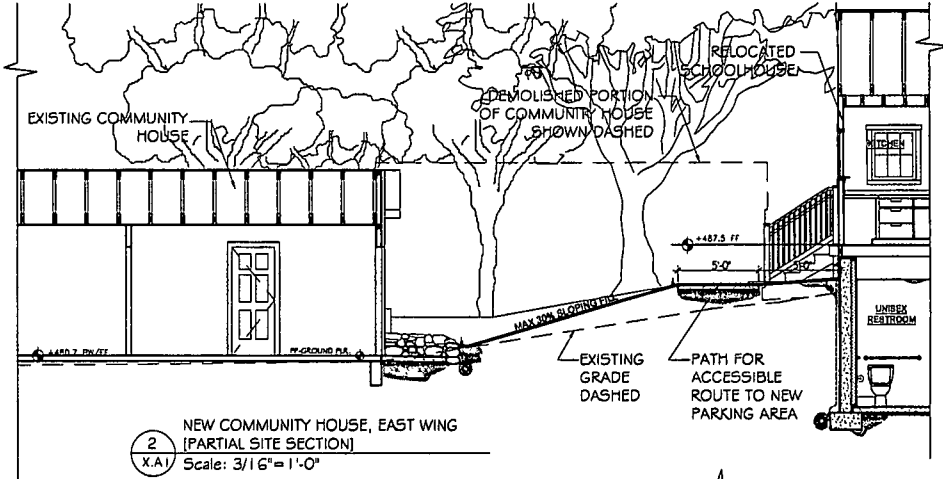 RELOCATED
SCHOOLHOUSE
DEMOLISHED PORTION
OF COMMUNITY HOUSE
SHOWN DASHED
EXISTING COMMUNITY
HOUSE
KITCHEN
+487.5 FF
5'-0"
5'-0"
MAX 30% SLOPING FILL
UNISEX
RESTROOM
FF-GROUND FLR.
EXISTING
GRADE
DASHED
PATH FOR
ACCESSIBLE
ROUTE TO NEW
PARKING AREA
2
X.A1
NEW COMMUNITY HOUSE, EAST WING
[PARTIAL SITE SECTION]
Scale: 3/16"=1'-0"